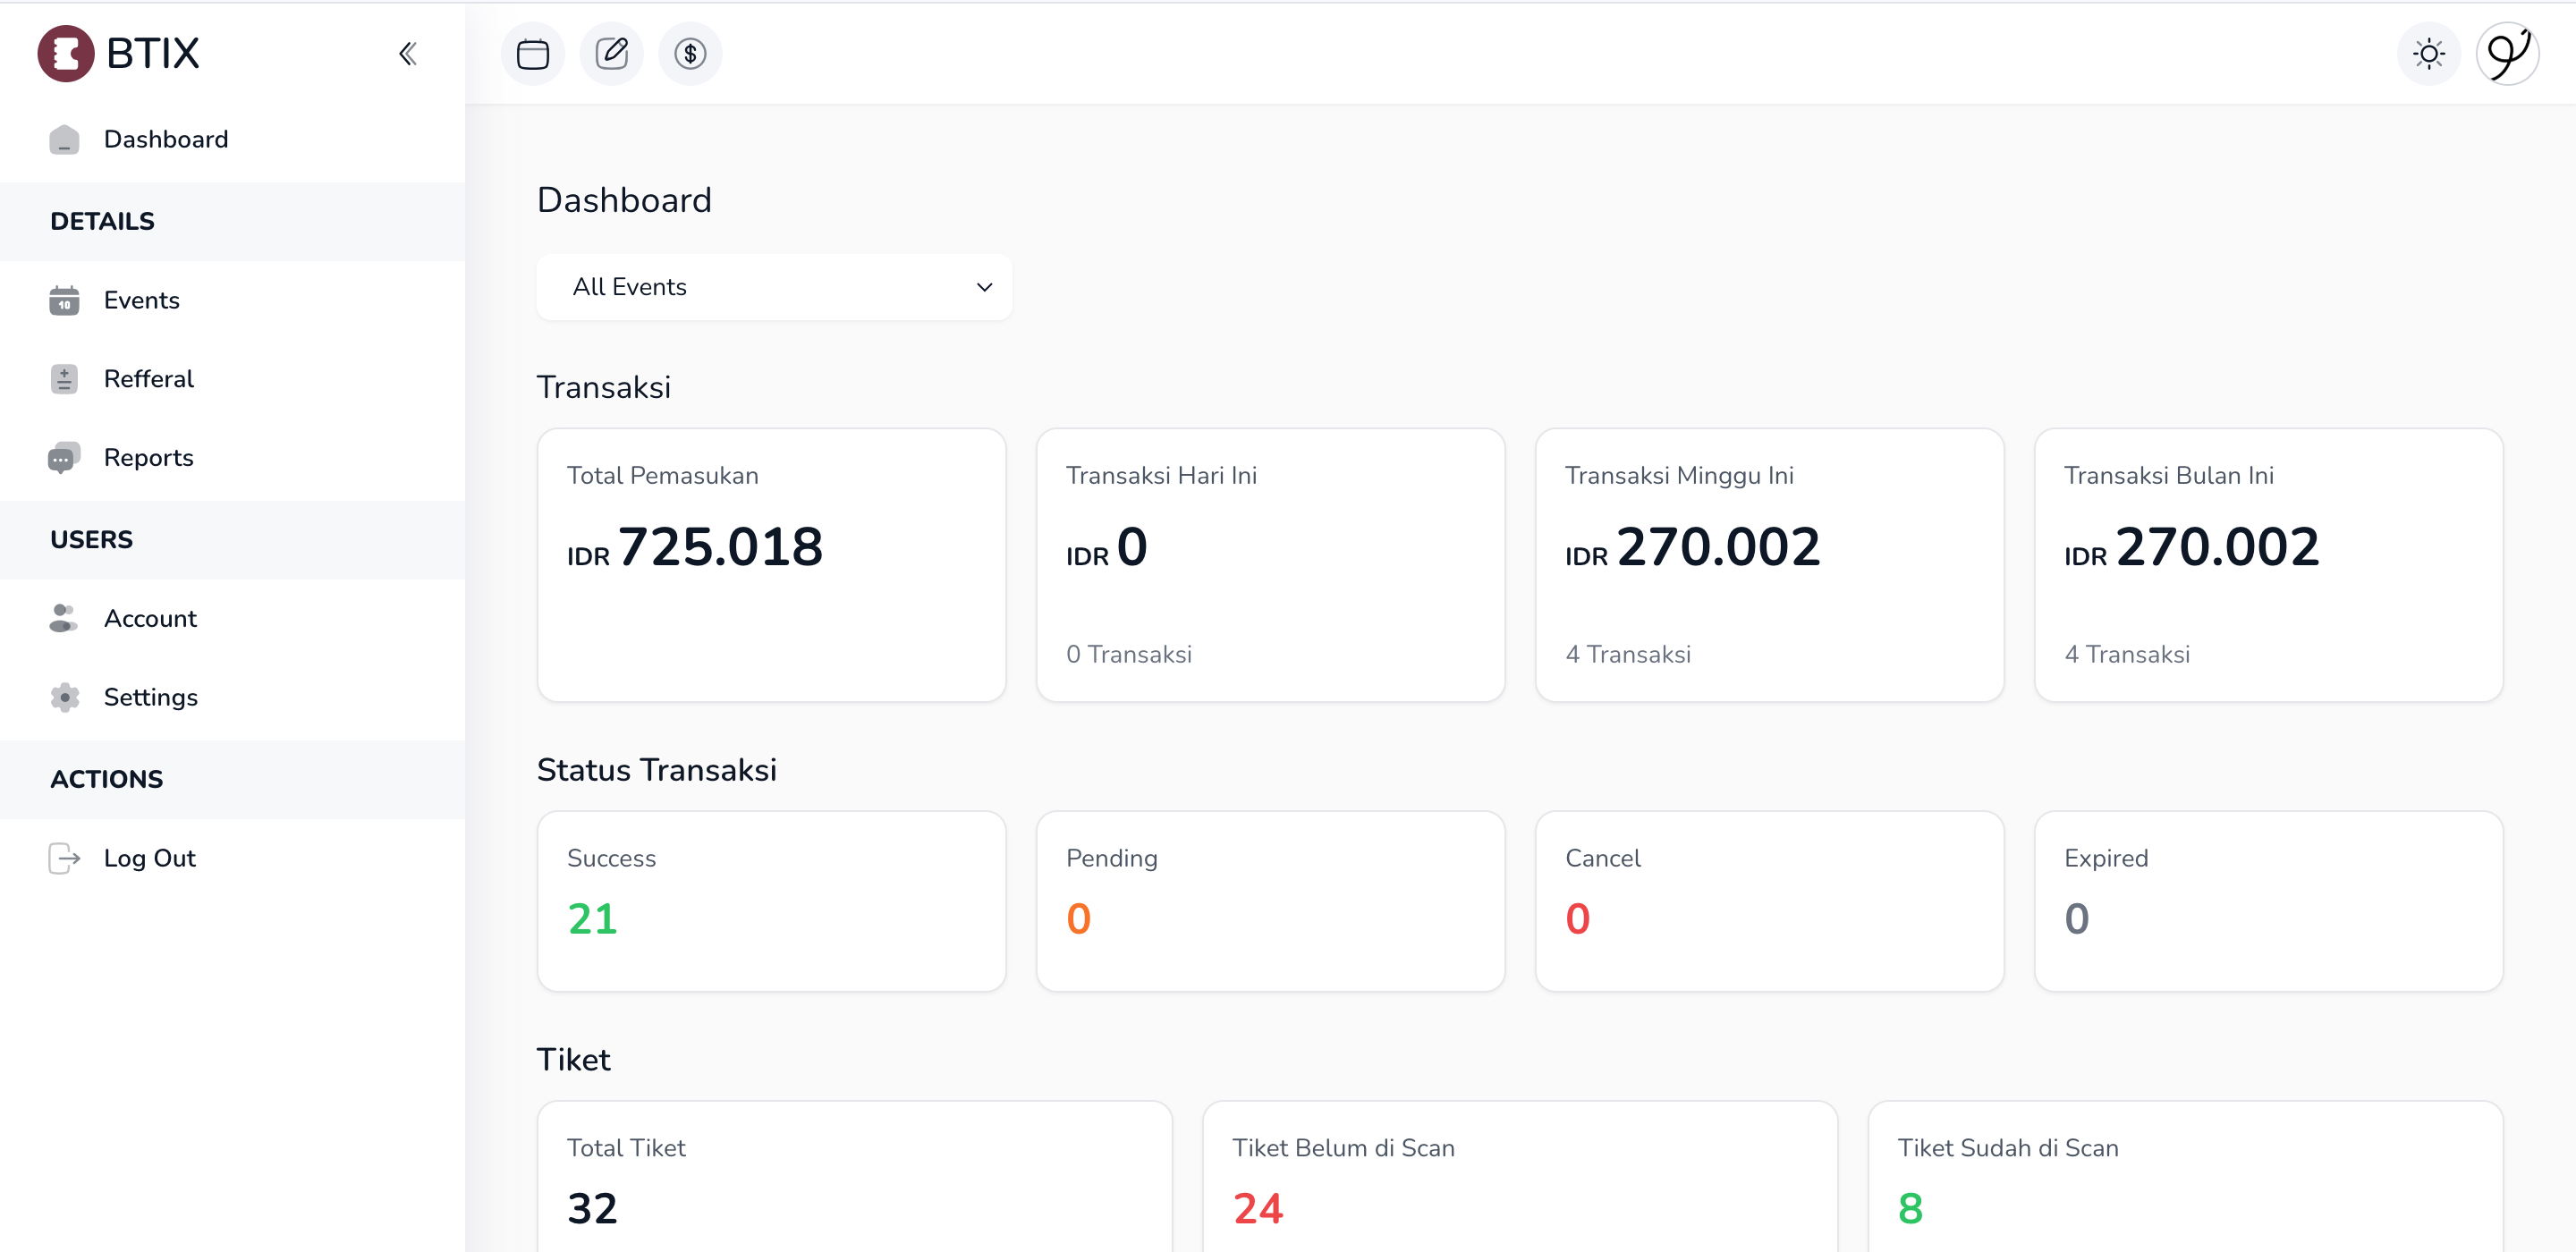 BTIX
Dashboard
DETAILS
Events
Refferal
Reports
USERS
Account
Settings
ACTIONS
Log Out
Dashboard
All Events
Transaksi
Total Pemasukan
IDR 725.018
Transaksi Hari Ini
IDR 0
0 Transaksi
Transaksi Minggu Ini
IDR 270.002
4 Transaksi
Transaksi Bulan Ini
IDR 270.002
4 Transaksi
Status Transaksi
Success
21
Pending
0
Cancel
0
Expired
0
Tiket
Total Tiket
32
Tiket Belum di Scan
24
Tiket Sudah di Scan
8